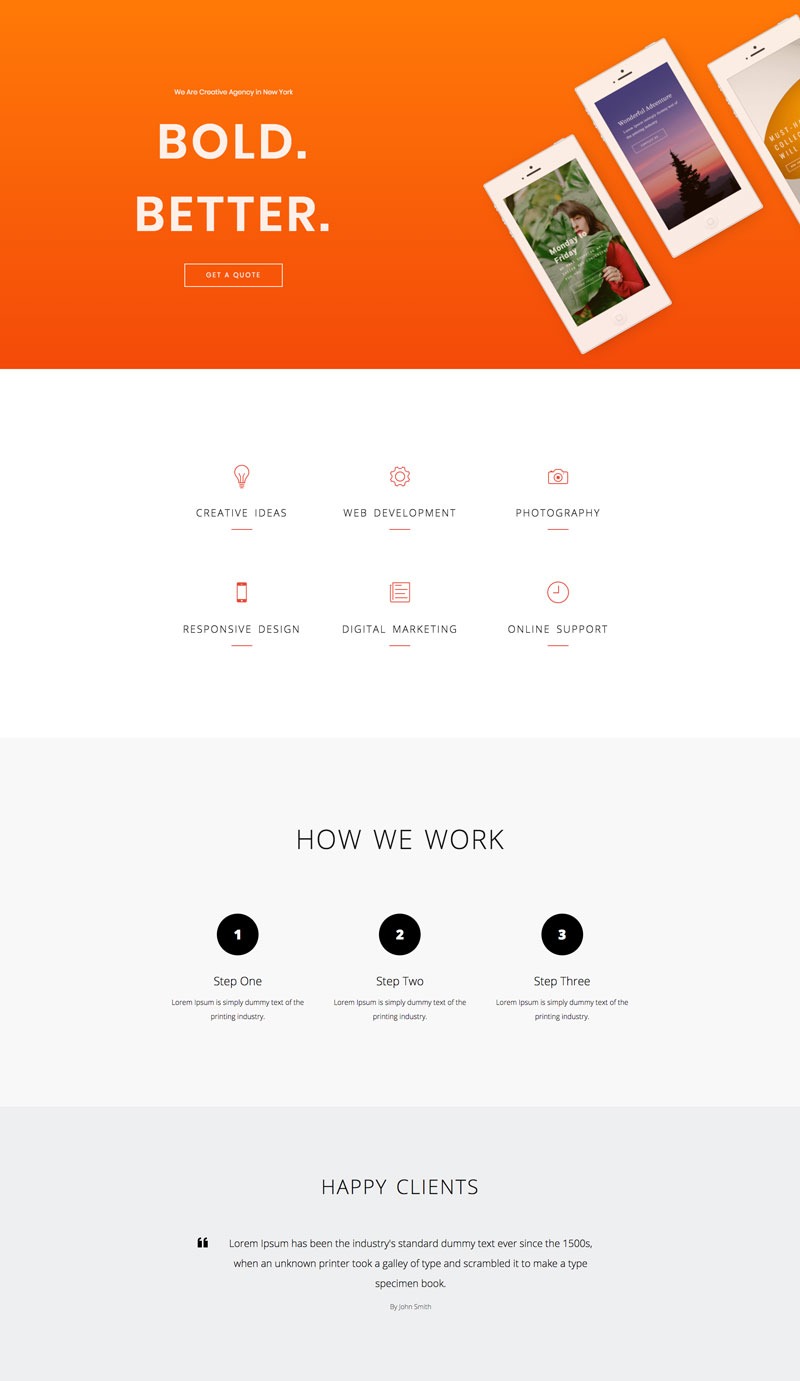 We Are Creative Agency in New York
BOLD.
BETTER.
GET A QUOTE
Wonderful Adventure
Monday to
Friday
MUST-HA
COLLEC
WILL
CREATIVE IDEAS
WEB DEVELOPMENT
PHOTOGRAPHY
RESPONSIVE DESIGN
DIGITAL MARKETING
ONLINE SUPPORT
HOW WE WORK
1
2
3
Step One
Step Two
Step Three
Lorem Ipsum is simply dummy text of the
printing industry.
Lorem Ipsum is simply dummy text of the
printing industry.
Lorem Ipsum is simply dummy text of the
printing industry.
HAPPY CLIENTS
Lorem Ipsum has been the industry's standard dummy text ever since the 1500s,
when an unknown printer took a galley of type and scrambled it to make a type
specimen book.
By John Smith